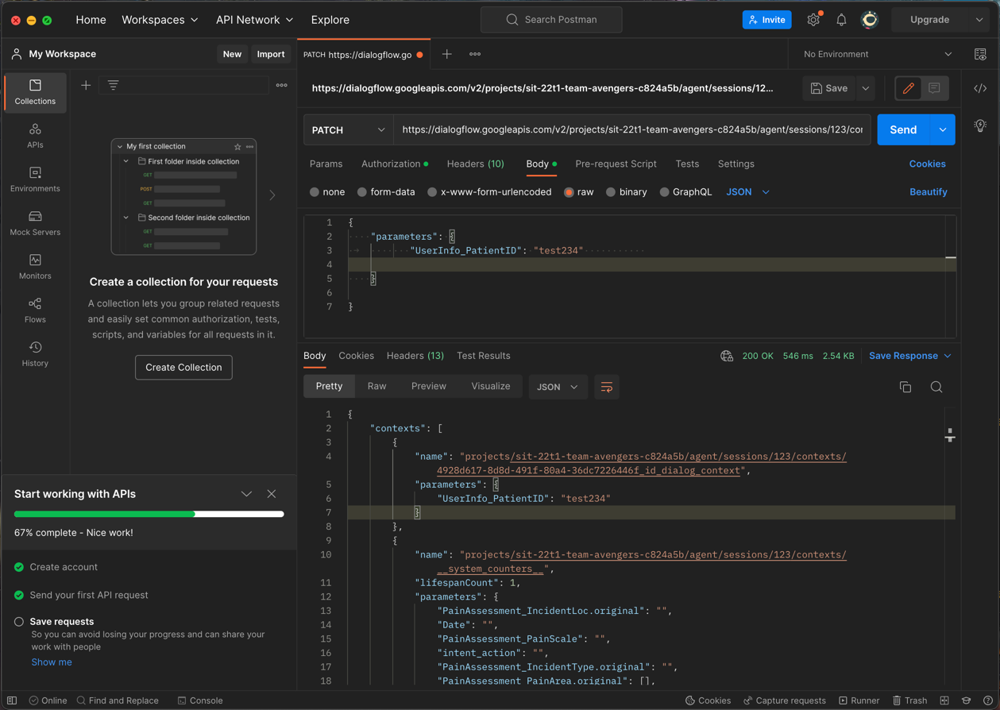 Home
Workspaces
API Network
Explore
Search Postman
Invite
Upgrade
My Workspace
New
Import
PATCH https://dialogflow.go
No Environment
Collections
APIs
Environments
Mock Servers
Monitors
Flows
History
My first collection
First folder inside collection
GET
POST
GET
Second folder inside collection
GET
GET
Create a collection for your requests
A collection lets you group related requests
and easily set common authorization, tests,
scripts, and variables for all requests in it.
Create Collection
Start working with APIs
67% complete - Nice work!
Create account
Send your first API request
Save requests
So you can avoid losing your progress and can share your
work with people
Show me
https://dialogflow.googleapis.com/v2/projects/sit-22t1-team-avengers-c824a5b/agent/sessions/12...
Save
PATCH
https://dialogflow.googleapis.com/v2/projects/sit-22t1-team-avengers-c824a5b/agent/sessions/123/cor
Send
Params
Authorization
Headers (10)
Body
Pre-request Script
Tests
Settings
Cookies
none
form-data
x-www-form-urlencoded
raw
binary
GraphQL
JSON
Beautify
1 {
2 "parameters": {
3 "UserInfo_PatientID": "test234"
4
5 }
6
7 }
Body
Cookies
Headers (13)
Test Results
200 OK
546 ms
2.54 KB
Save Response
Pretty
Raw
Preview
Visualize
JSON
1 {
2 "contexts": [
3 {
4 "name": "projects/sit-22t1-team-avengers-c824a5b/agent/sessions/123/contexts/
4928d617-8d8d-491f-80a4-36dc7226446f_id_dialog_context",
5 "parameters": {
6 "UserInfo_PatientID": "test234"
7 }
8 },
9 {
10 "name": "projects/sit-22t1-team-avengers-c824a5b/agent/sessions/123/contexts/
__system_counters__",
11 "lifespanCount": 1,
12 "parameters": {
13 "PainAssessment_IncidentLoc.original": "",
14 "Date": "",
15 "PainAssessment_PainScale": "",
16 "intent_action": "",
17 "PainAssessment_IncidentType.original": "",
18 "PainAssessment_PainArea.original": [],
Online
Find and Replace
Console
Cookies
Capture requests
Runner
Trash